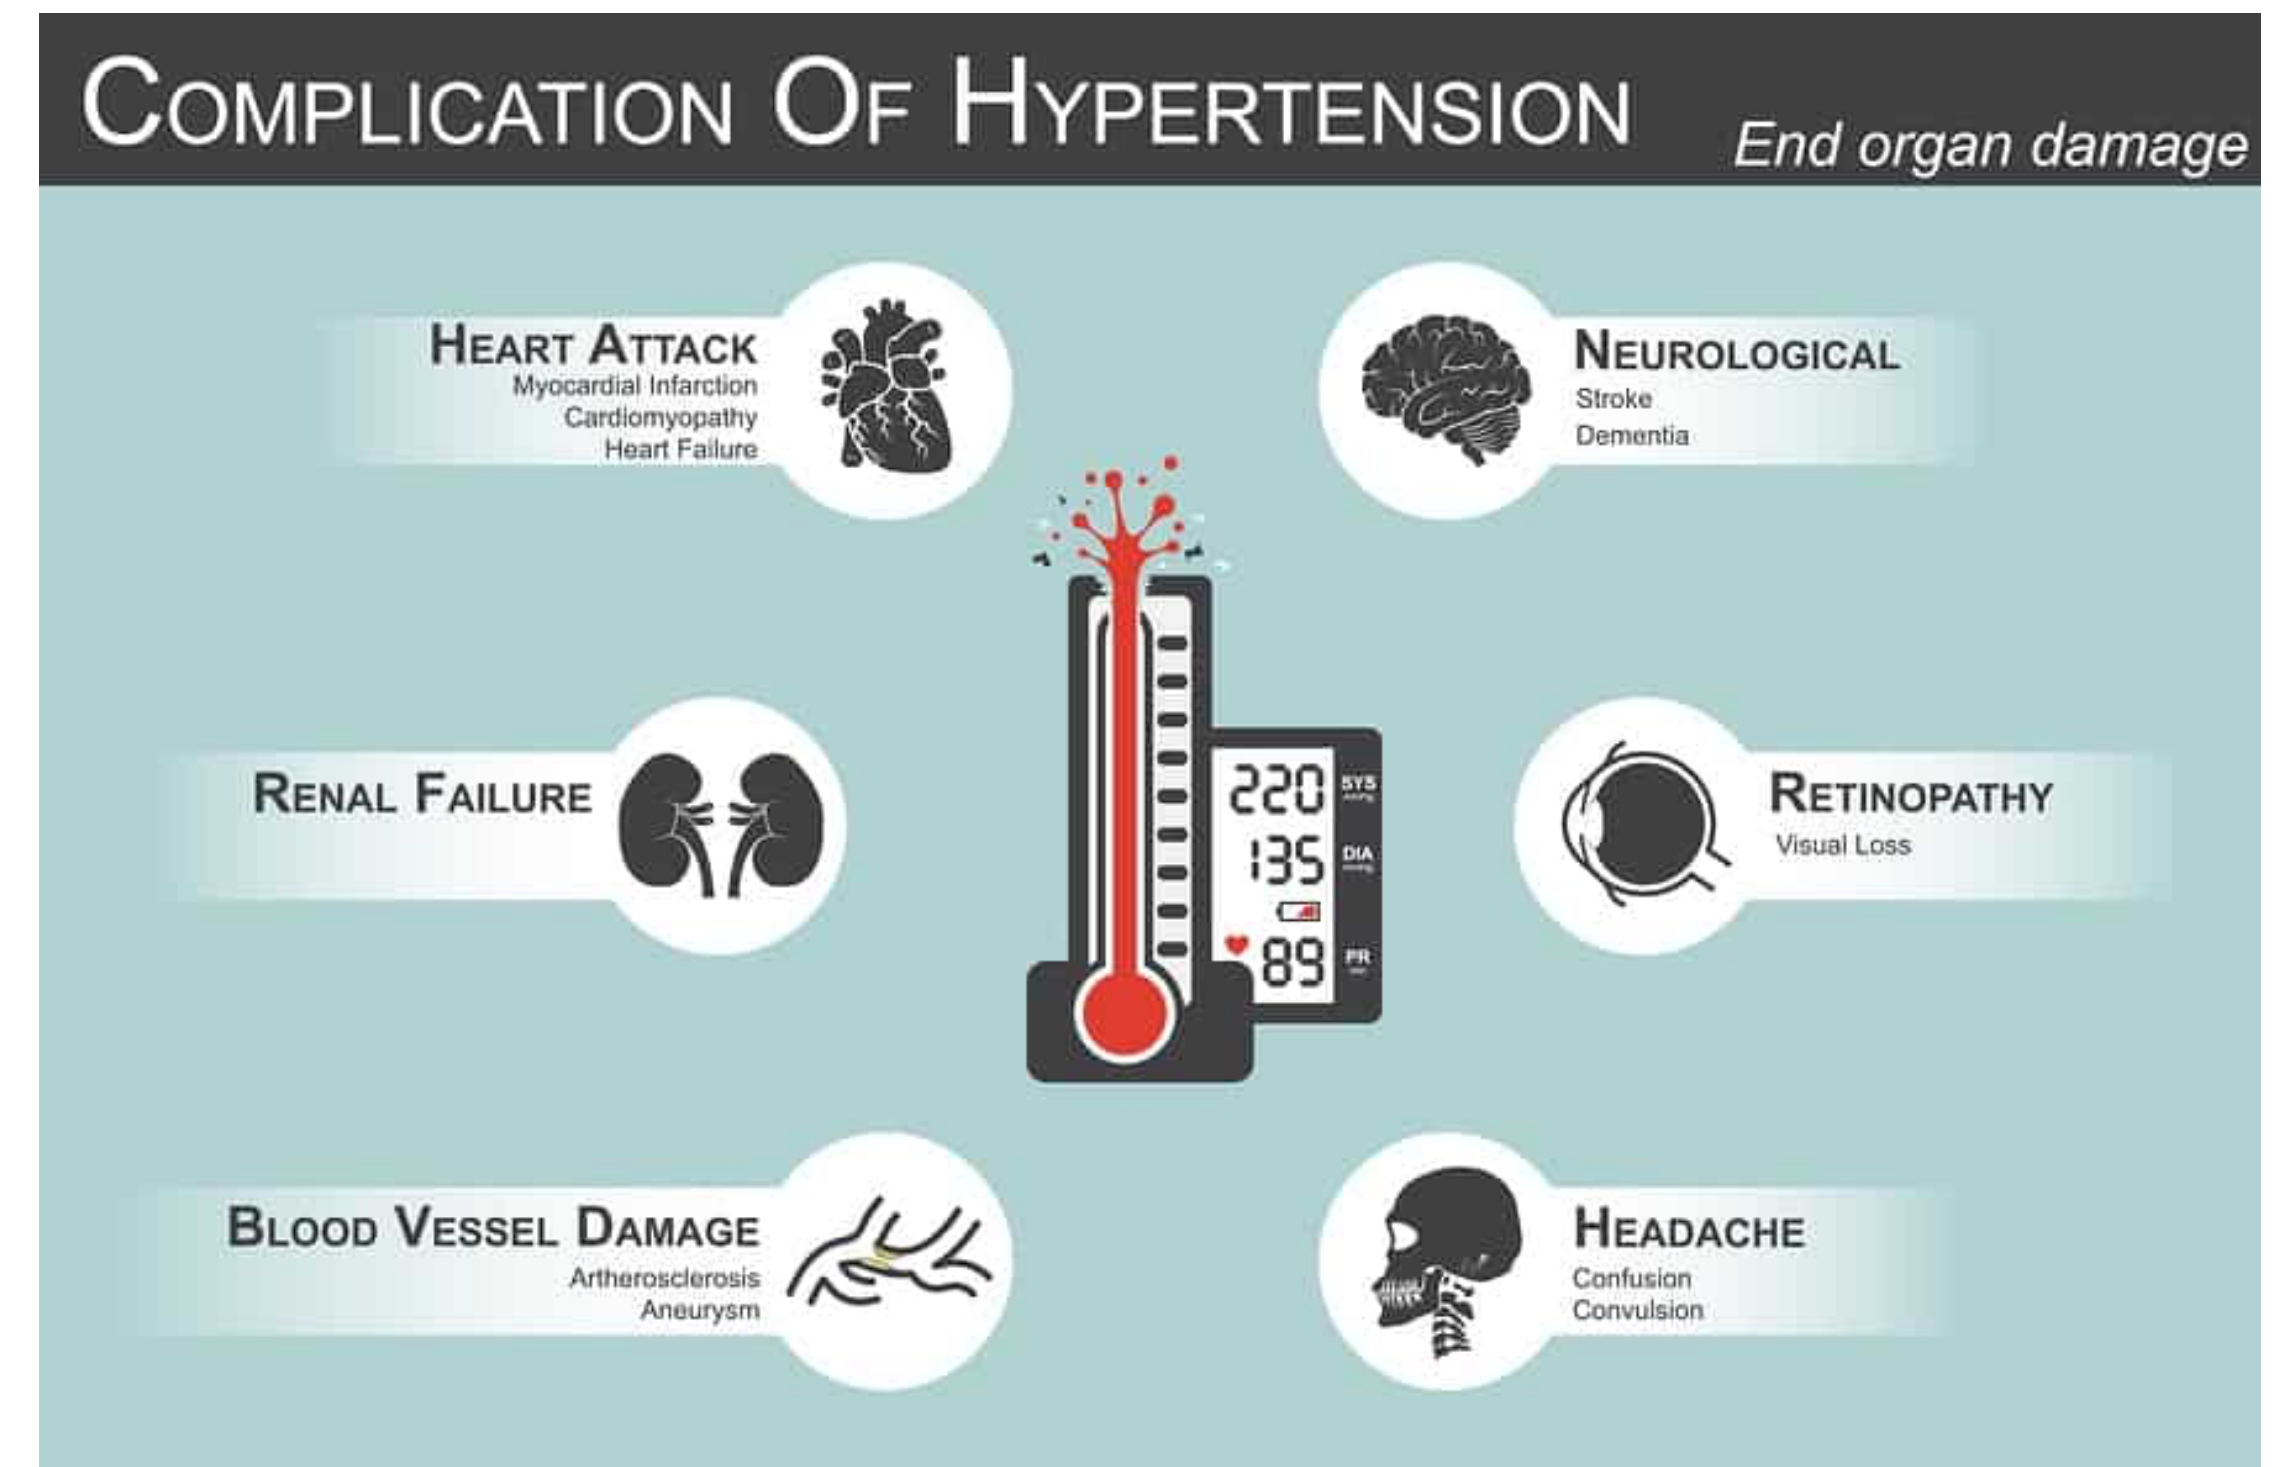 COMPLICATION OF HYPERTENSION
End organ damage
HEART ATTACK
Myocardial Infarction
Cardiomyopathy
Heart Failure
NEUROLOGICAL
Stroke
Dementia
RENAL FAILURE
220 SYS
135 DIA
89 PR
RETINOPATHY
Visual Loss
BLOOD VESSEL DAMAGE
Artherosclerosis
Aneurysm
HEADACHE
Confusion
Convulsion